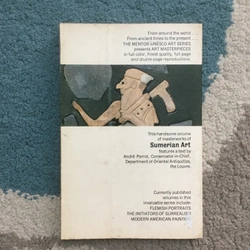 From around the world
From ancient times to the present
THE MENTOR-UNESCO ART SERIES
presents ART MASTERPIECES
in full color, finest quality, full page
and double-page reproductions.
This handsome volume
of masterworks of
Sumerian Art
features a text by
André Parrot, Conservator-in-Chief,
Department of Oriental Antiquities,
the Louvre.
Currently published
volumes in this
invaluable series include
FLEMISH PORTRAITS
THE INITIATORS OF SURREALISM
MODERN AMERICAN PAINTING